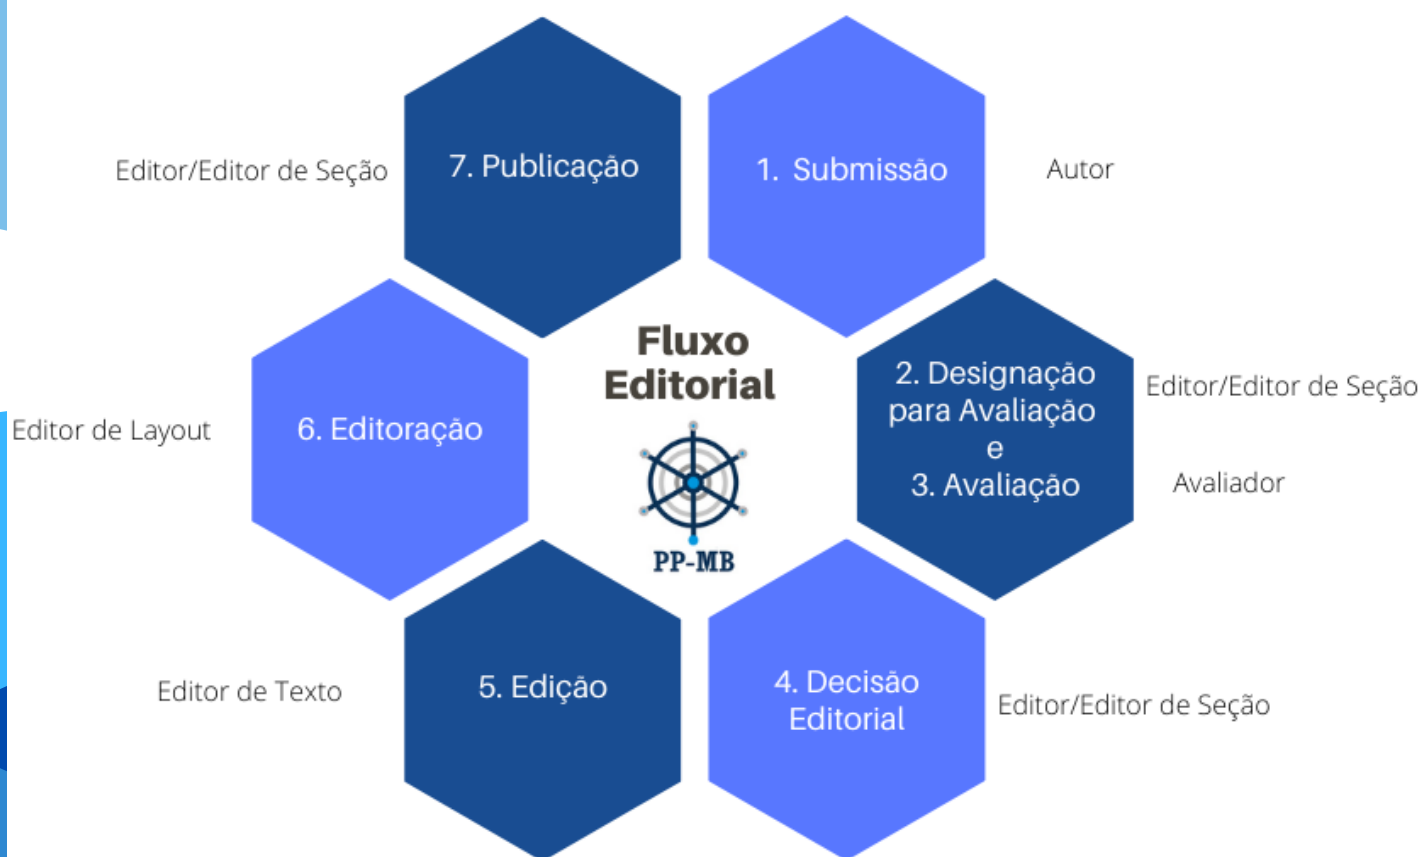 7. Publicação
Editor/Editor de Seção
1. Submissão
Autor
Fluxo
Editorial
PP-MB
2. Designação
para Avaliação
e
3. Avaliação
Editor/Editor de Seção
Avaliador
4. Decisão
Editorial
Editor/Editor de Seção
5. Edição
Editor de Texto
6. Editoração
Editor de Layout